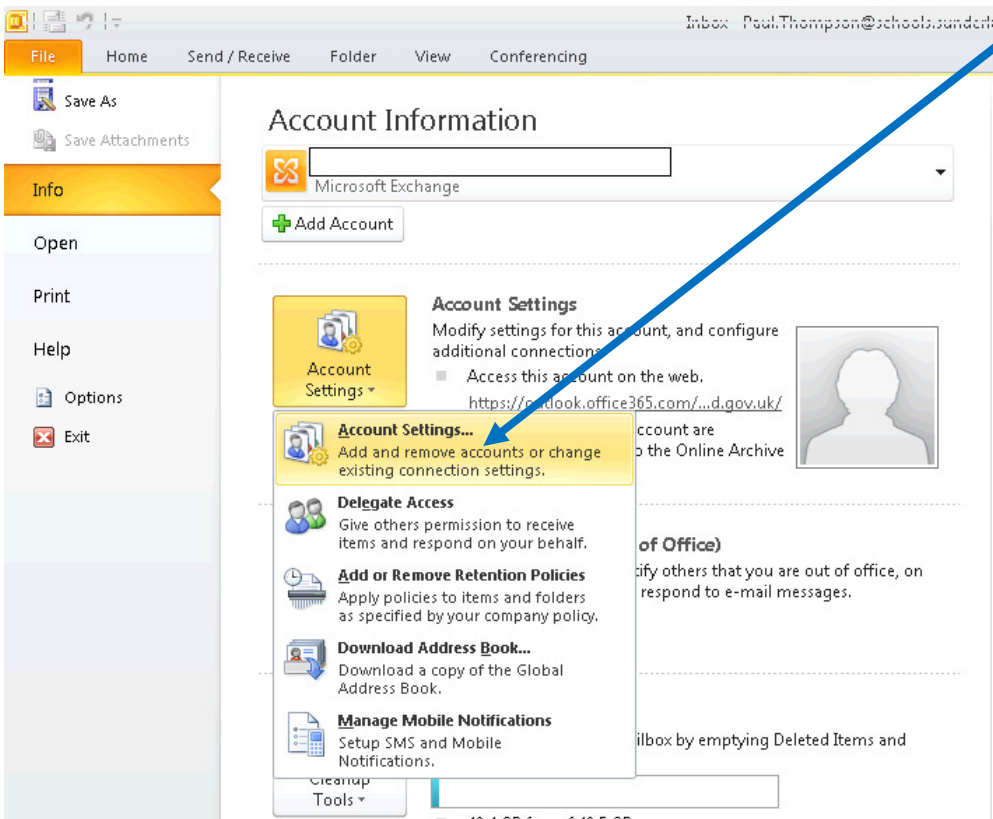 Inbox - Paul.Thompson@schools.sunderl
File Home Send / Receive Folder View Conferencing
Save As
Save Attachments
Info
Open
Print
Help
Options
Exit
Account Information
Microsoft Exchange
Add Account
Account Settings
Account Settings
Modify settings for this account, and configure
additional connections
Access this account on the web.
https://outlook.office365.com/...d.gov.uk/
ccount are
the Online Archive
Account Settings...
Add and remove accounts or change
existing connection settings.
Delegate Access
Give others permission to receive
items and respond on your behalf.
Add or Remove Retention Policies
Apply policies to items and folders
as specified by your company policy.
Download Address Book...
Download a copy of the Global
Address Book.
Manage Mobile Notifications
Setup SMS and Mobile
Notifications.
of Office)
tify others that you are out of office, on
respond to e-mail messages.
ilbox by emptying Deleted Items and
Cleanup
Tools